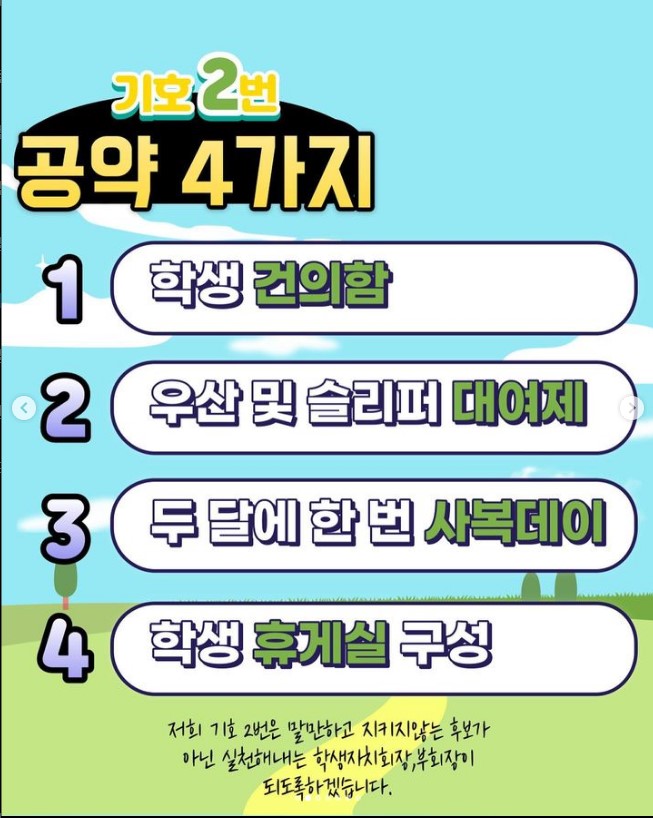 기호 2번
공약 4가지
1 학생 건의함
2 우산 및 슬리퍼 대여제
3 두 달에 한 번 사복데이
4 학생 휴게실 구성
저희 기호 2번은 말만하고 지키지않는 후보가
아닌 실천해내는 학생자치회장,부회장이
되도록하겠습니다.